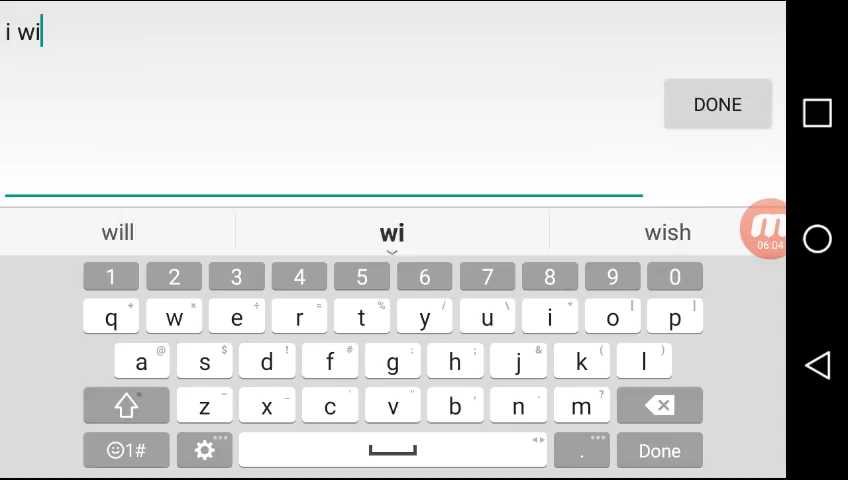 i wi
DONE
will wi wish
06:04
1 2 3 4 5 6 7 8 9 0
q + w × e ÷ r = t % y / u \ i * o [ p ]
a @ s $ d ! f # g : h ; j & k ( l )
z - x _ c ' v " b , n . m ?
1# . Done